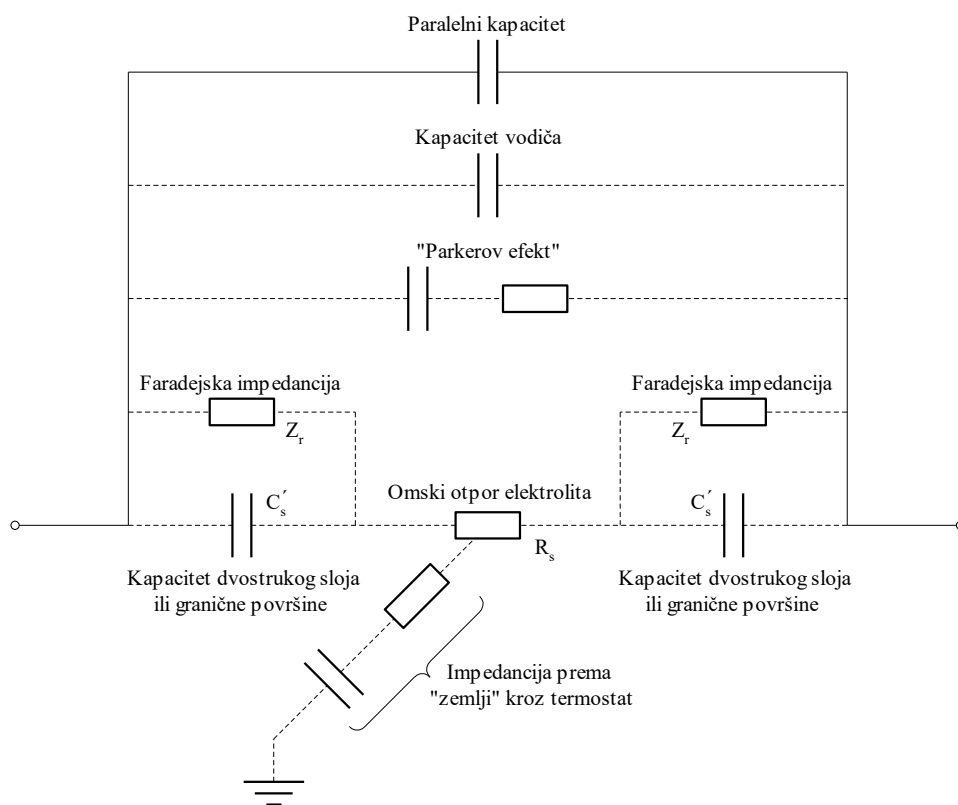 Paralelni kapacitet
Kapacitet vodiča
"Parkerov efekt"
Faradejska impedancija
Z_r
Faradejska impedancija
Z_r
C_s´
Omski otpor elektrolita
R_s
C_s´
Kapacitet dvostrukog sloja
ili granične površine
Kapacitet dvostrukog sloja
ili granične površine
Impedancija prema
"zemlji" kroz termostat